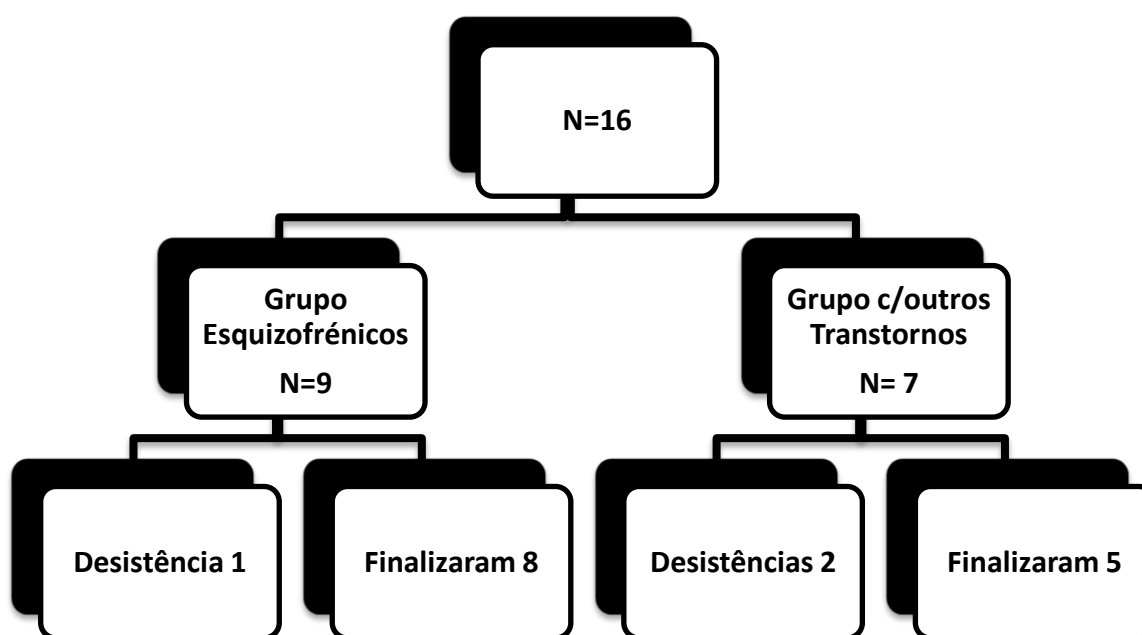 N=16
Grupo
Esquizofrénicos
N=9
Grupo c/outros
Transtornos
N= 7
Desistência 1
Finalizaram 8
Desistências 2
Finalizaram 5